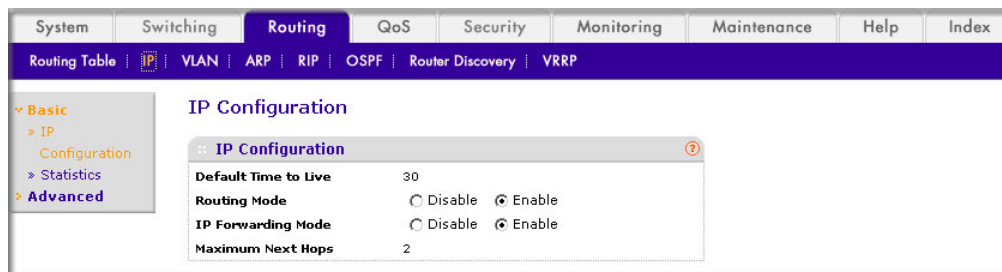 System Switching Routing QoS Security Monitoring Maintenance Help Index
Routing Table IP VLAN ARP RIP OSPF Router Discovery VRRP
Basic
» IP
Configuration
» Statistics
Advanced
IP Configuration
IP Configuration ?
Default Time to Live 30
Routing Mode Disable Enable
IP Forwarding Mode Disable Enable
Maximum Next Hops 2